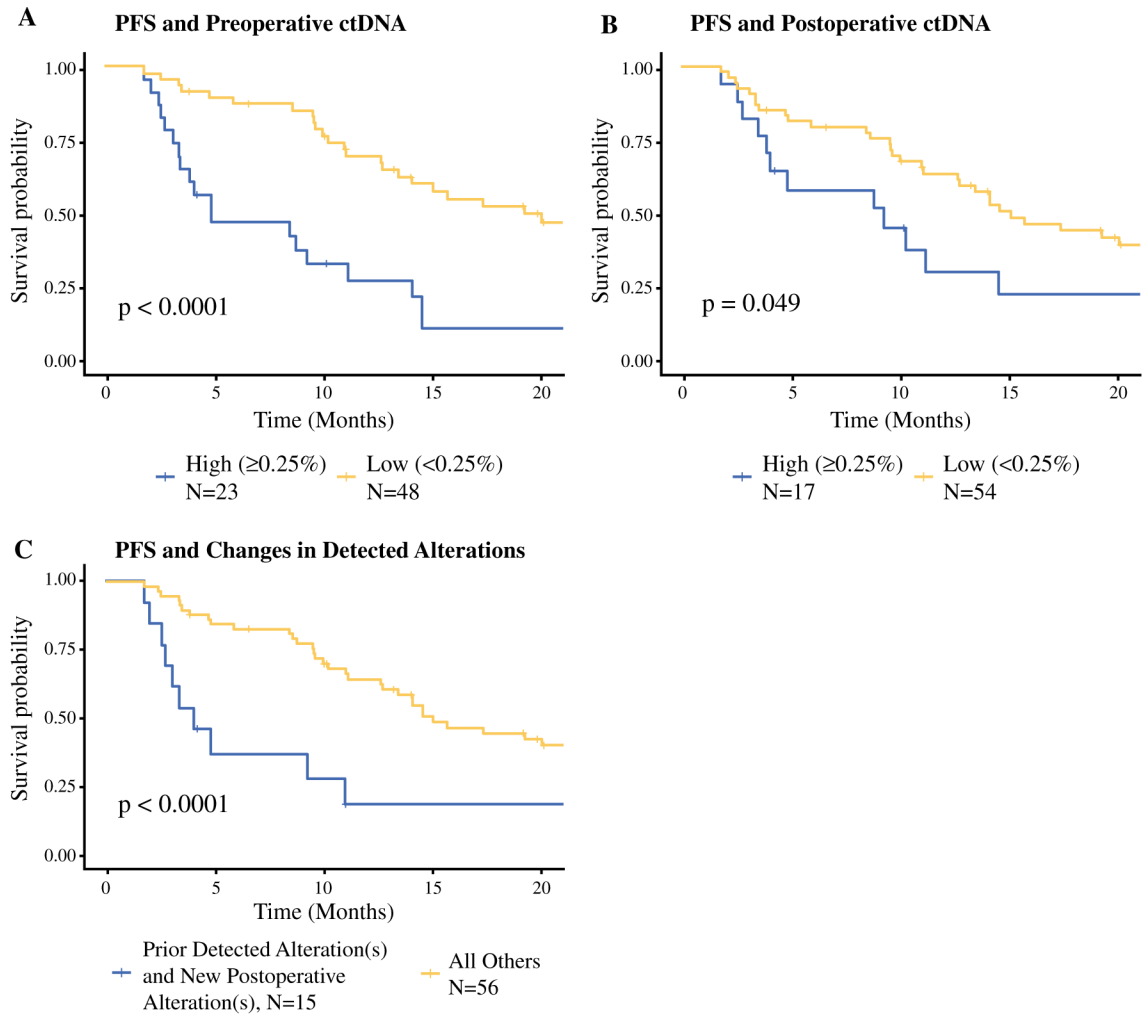 A
PFS and Preoperative ctDNA
Survival probability
1.00
0.75
0.50
0.25
0.00
p < 0.0001
0 5 10 15 20
Time (Months)
High (≥0.25%)
N=23
Low (<0.25%)
N=48
B
PFS and Postoperative ctDNA
Survival probability
1.00
0.75
0.50
0.25
0.00
p = 0.049
0 5 10 15 20
Time (Months)
High (≥0.25%)
N=17
Low (<0.25%)
N=54
C
PFS and Changes in Detected Alterations
Survival probability
1.00
0.75
0.50
0.25
0.00
p < 0.0001
0 5 10 15 20
Time (Months)
Prior Detected Alteration(s)
and New Postoperative
Alteration(s), N=15
All Others
N=56